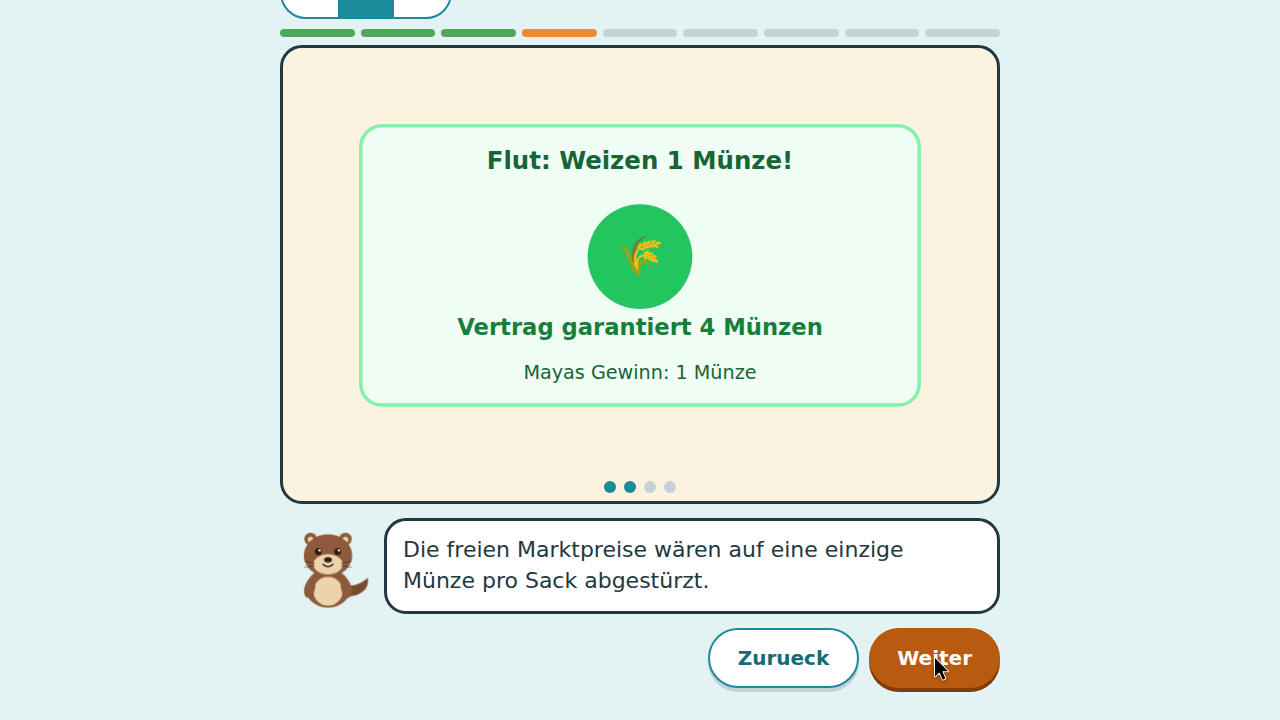 Flut: Weizen 1 Münze!
Vertrag garantiert 4 Münzen
Mayas Gewinn: 1 Münze
Die freien Marktpreise wären auf eine einzige
Münze pro Sack abgestürzt.
Zurueck
Weiter